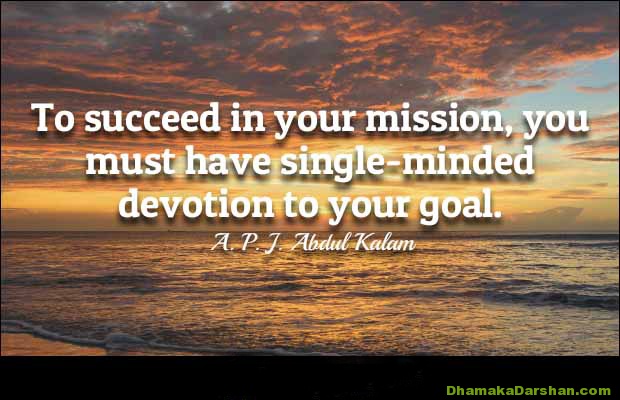 To succeed in your mission, you
must have single-minded
devotion to your goal.
A. P. J. Abdul Kalam
DhamakaDarshan.com